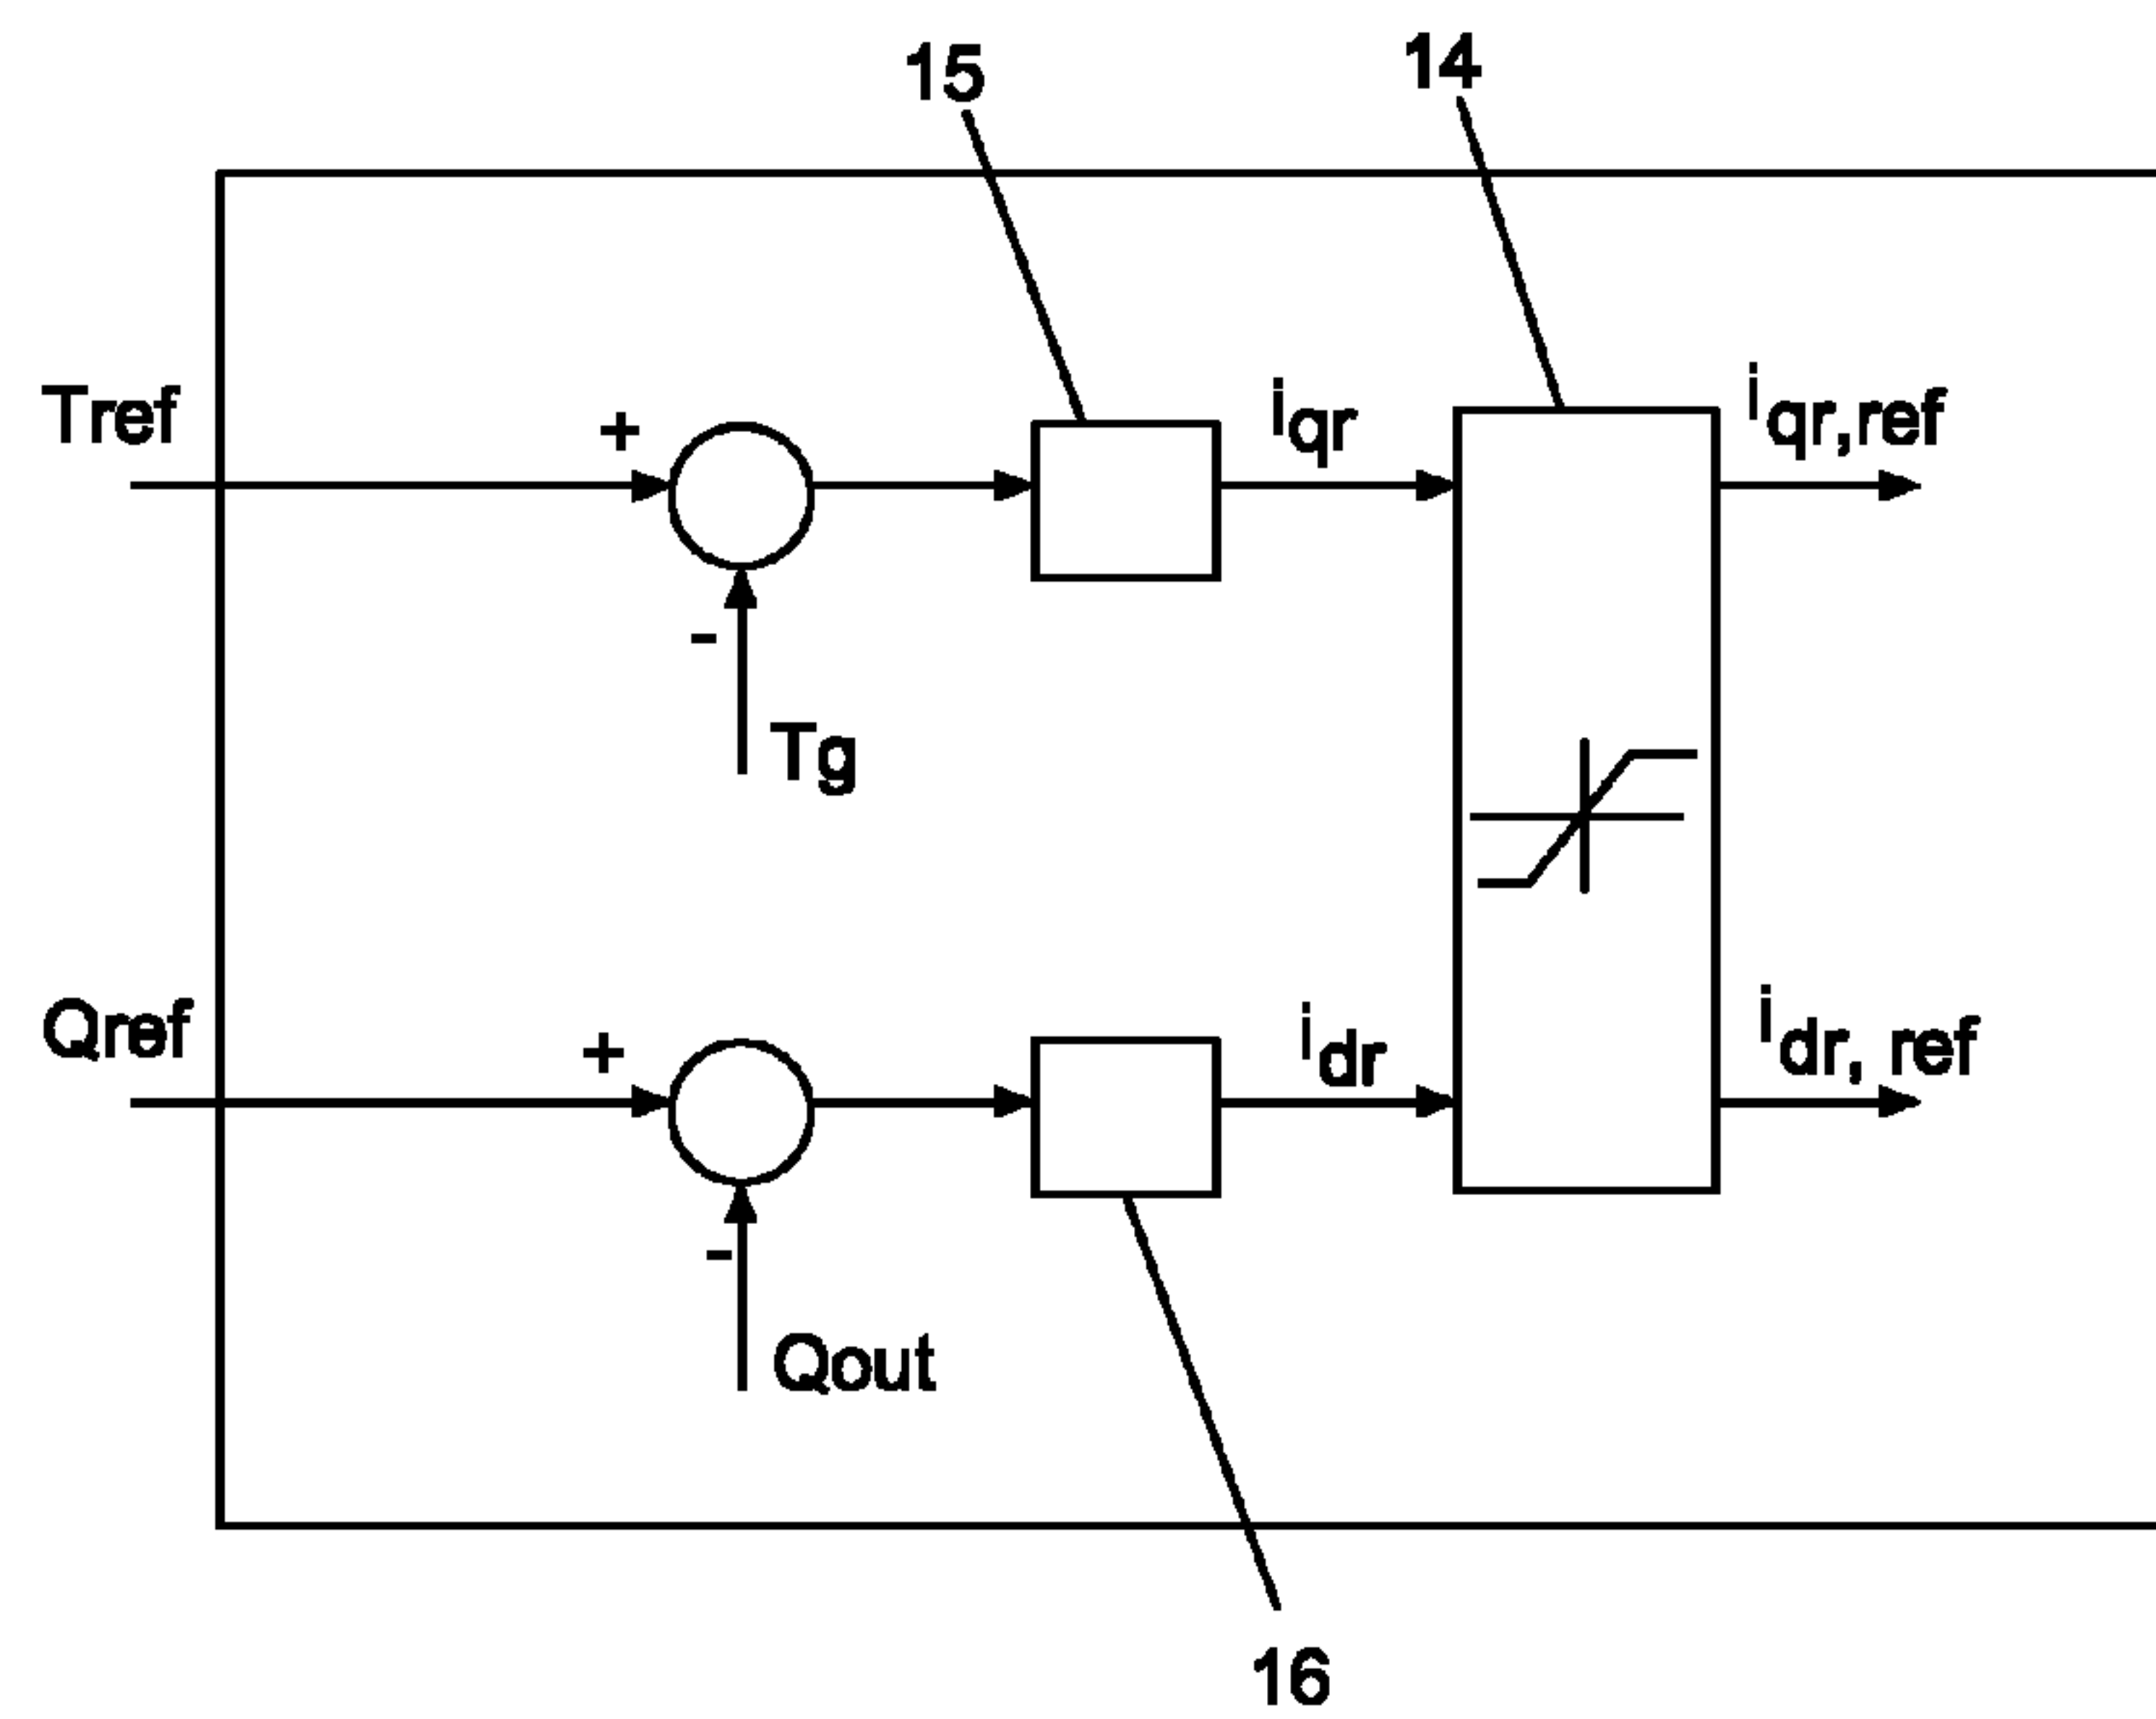 15
14
Tref
+
iqr
iqr,ref
-
Tg
Qref
+
idr
idr, ref
-
Qout
16